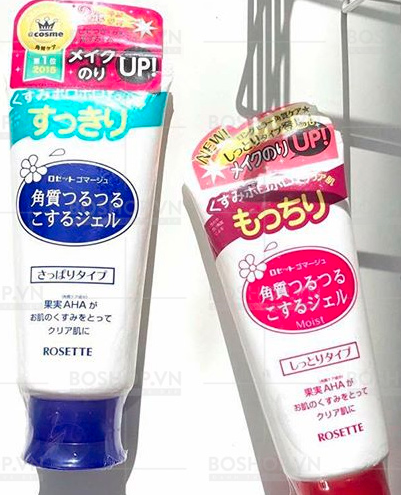 @cosme
角質ケア
第1位
2015
メイク
のり
UP!
すっきり
ロゼット ゴマージュ
角質つるつる
こするジェル
さっぱりタイプ
果実AHAが
お肌のくすみをとって
クリア肌に
ROSETTE
NEW!
メイクのりUP!
もっちり
ロゼット ゴマージュ
角質つるつる
こするジェル
Moist
しっとりタイプ
果実AHAが
お肌のくすみをとって
クリア肌に
ROSETTE
BOSHOP.VN